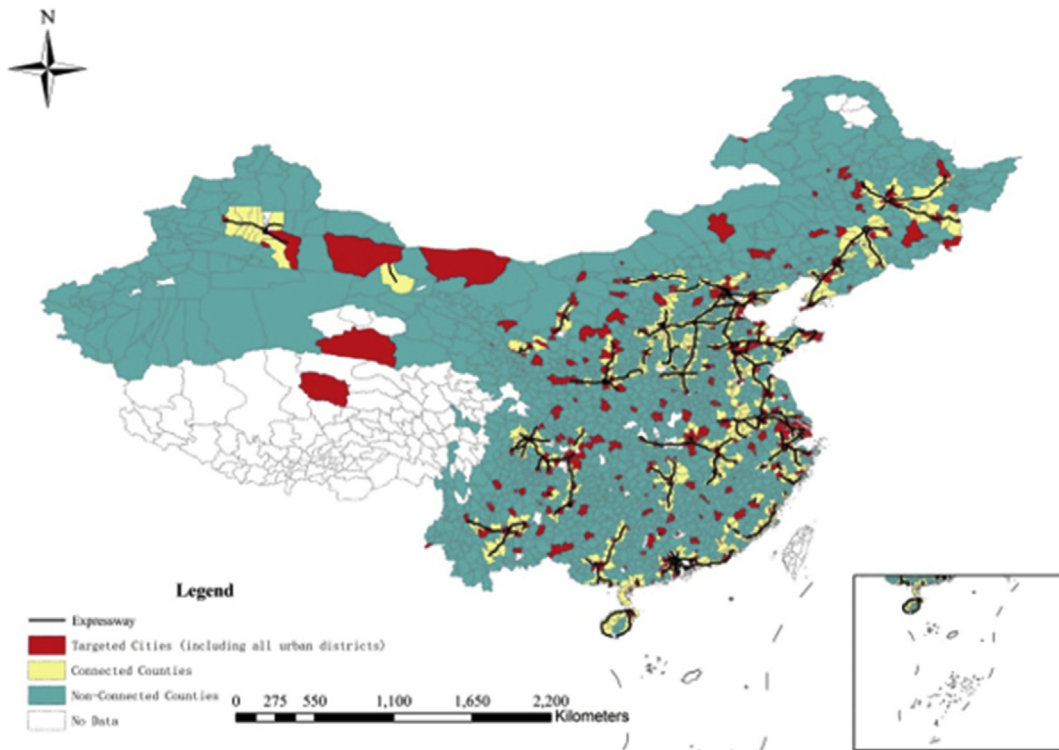 N
Legend
Expressway
Targeted Cities (including all urban districts)
Connected Counties
Non-Connected Counties
No Data
0 275 550 1,100 1,650 2,200
Kilometers